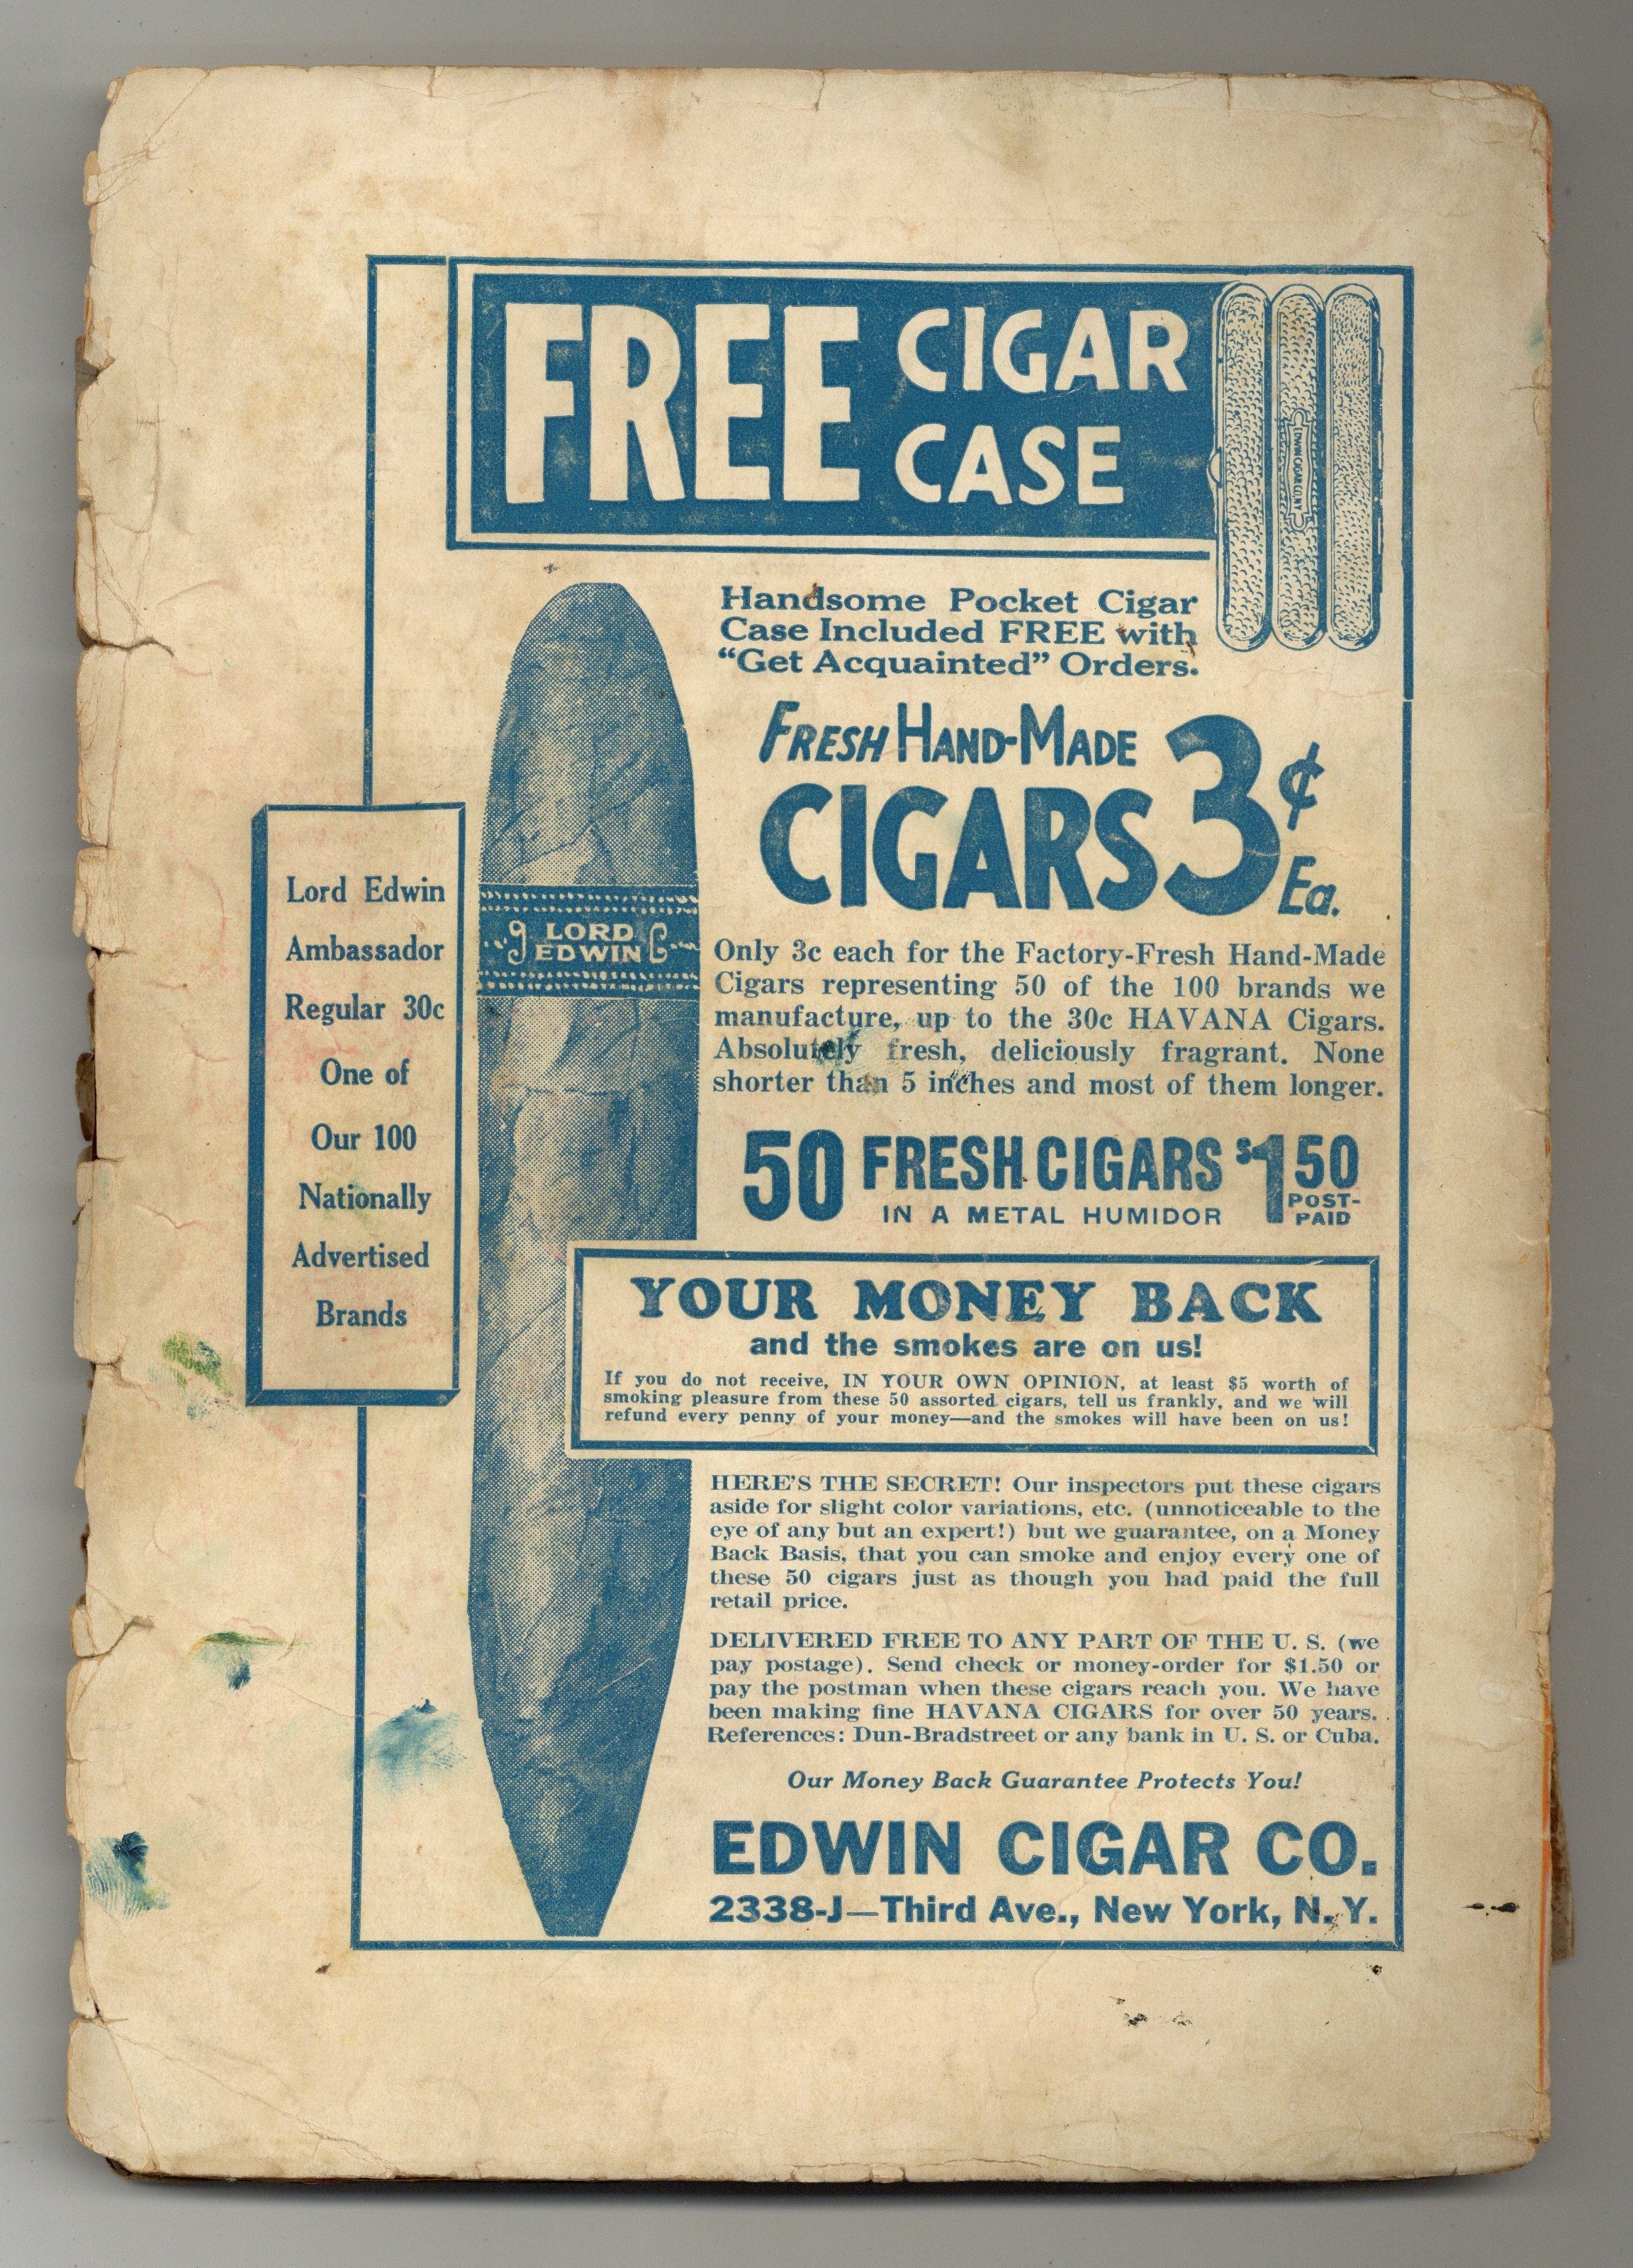 FREE CIGAR
CASE
EDWIN CIGAR CO. N.Y.
Handsome Pocket Cigar
Case Included FREE with
“Get Acquainted” Orders.
FRESH HAND-MADE
CIGARS 3¢
Ea.
Lord Edwin
Ambassador
Regular 30c
One of
Our 100
Nationally
Advertised
Brands
LORD
EDWIN
Only 3c each for the Factory-Fresh Hand-Made
Cigars representing 50 of the 100 brands we
manufacture, up to the 30c HAVANA Cigars.
Absolutely fresh, deliciously fragrant. None
shorter than 5 inches and most of them longer.
50 FRESH CIGARS $1 50
IN A METAL HUMIDOR
POST-
PAID
YOUR MONEY BACK
and the smokes are on us!
If you do not receive, IN YOUR OWN OPINION, at least $5 worth of
smoking pleasure from these 50 assorted cigars, tell us frankly, and we will
refund every penny of your money—and the smokes will have been on us!
HERE'S THE SECRET! Our inspectors put these cigars
aside for slight color variations, etc. (unnoticeable to the
eye of any but an expert!) but we guarantee, on a Money
Back Basis, that you can smoke and enjoy every one of
these 50 cigars just as though you had paid the full
retail price.
DELIVERED FREE TO ANY PART OF THE U. S. (we
pay postage). Send check or money-order for $1.50 or
pay the postman when these cigars reach you. We have
been making fine HAVANA CIGARS for over 50 years.
References: Dun-Bradstreet or any bank in U. S. or Cuba.
Our Money Back Guarantee Protects You!
EDWIN CIGAR CO.
2338-J—Third Ave., New York, N. Y.